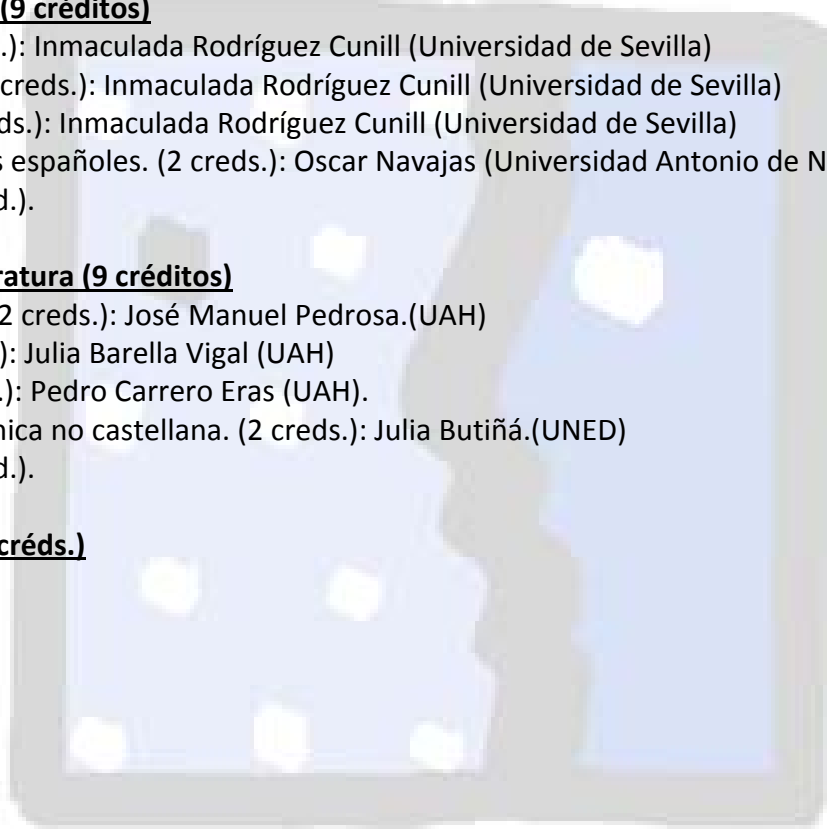 (9 créditos)
.): Inmaculada Rodríguez Cunill (Universidad de Sevilla)
creds.): Inmaculada Rodríguez Cunill (Universidad de Sevilla)
ds.): Inmaculada Rodríguez Cunill (Universidad de Sevilla)
s españoles. (2 creds.): Oscar Navajas (Universidad Antonio de N
d.).
ratura (9 créditos)
2 creds.): José Manuel Pedrosa.(UAH)
): Julia Barella Vigal (UAH)
.): Pedro Carrero Eras (UAH).
nica no castellana. (2 creds.): Julia Butiñá.(UNED)
d.).
créds.)